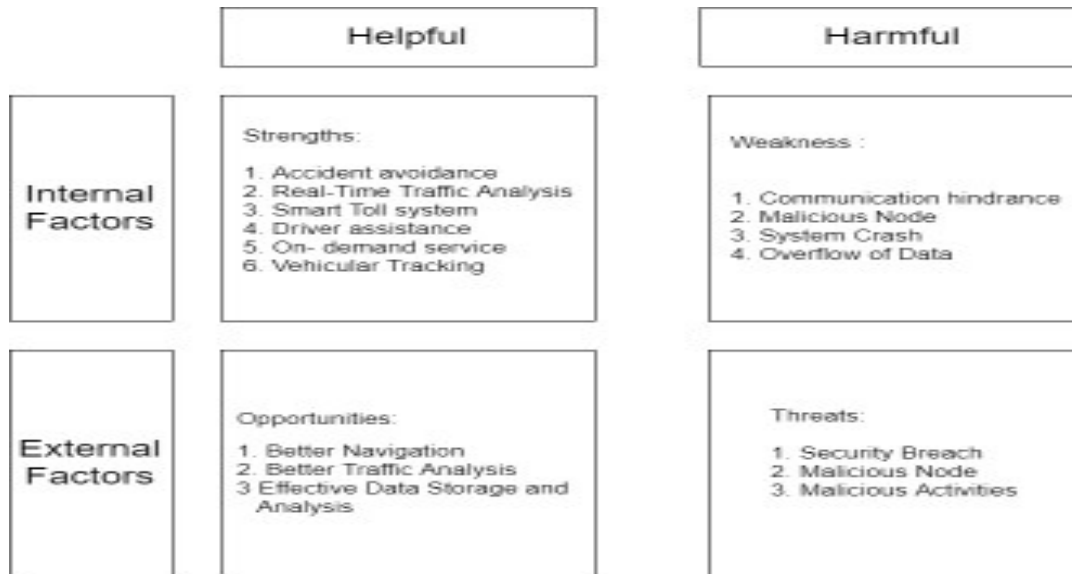 Helpful
Harmful
Internal
Factors
Strengths:
1. Accident avoidance
2. Real-Time Traffic Analysis
3. Smart Toll system
4. Driver assistance
5. On- demand service
6. Vehicular Tracking
Weakness :
1. Communication hindrance
2. Malicious Node
3. System Crash
4. Overflow of Data
External
Factors
Opportunities:
1. Better Navigation
2. Better Traffic Analysis
3 Effective Data Storage and
Analysis
Threats:
1. Security Breach
2. Malicious Node
3. Malicious Activities